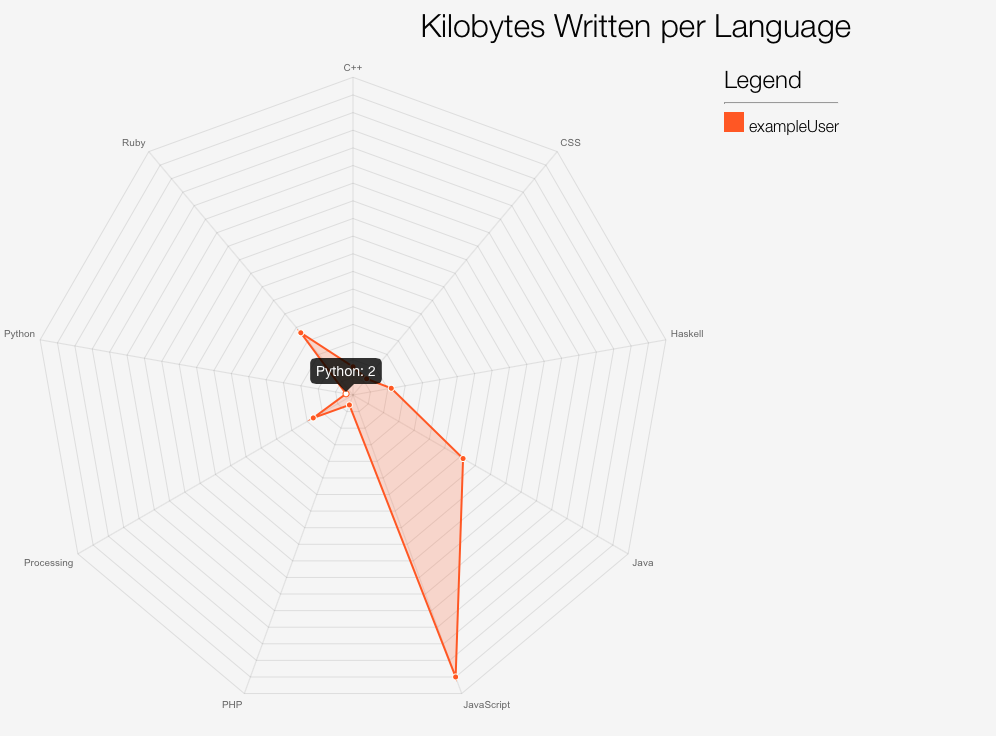 Kilobytes Written per Language
Legend
exampleUser
C++
CSS
Haskell
Java
JavaScript
PHP
Processing
Python
Ruby
Python: 2